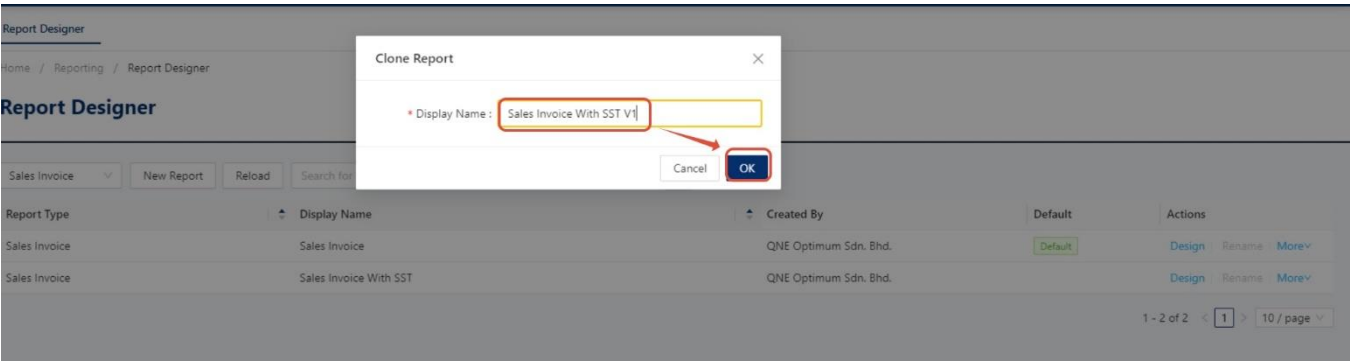 Report Designer
Home / Reporting / Report Designer
Report Designer
Clone Report
* Display Name : Sales Invoice With SST V1
Cancel OK
Sales Invoice New Report Reload Search for
Report Type Display Name Created By Default Actions
Sales Invoice Sales Invoice QNE Optimum Sdn. Bhd. Default Design Rename More
Sales Invoice Sales Invoice With SST QNE Optimum Sdn. Bhd. Design Rename More
1 - 2 of 2 < 1 > 10 / page